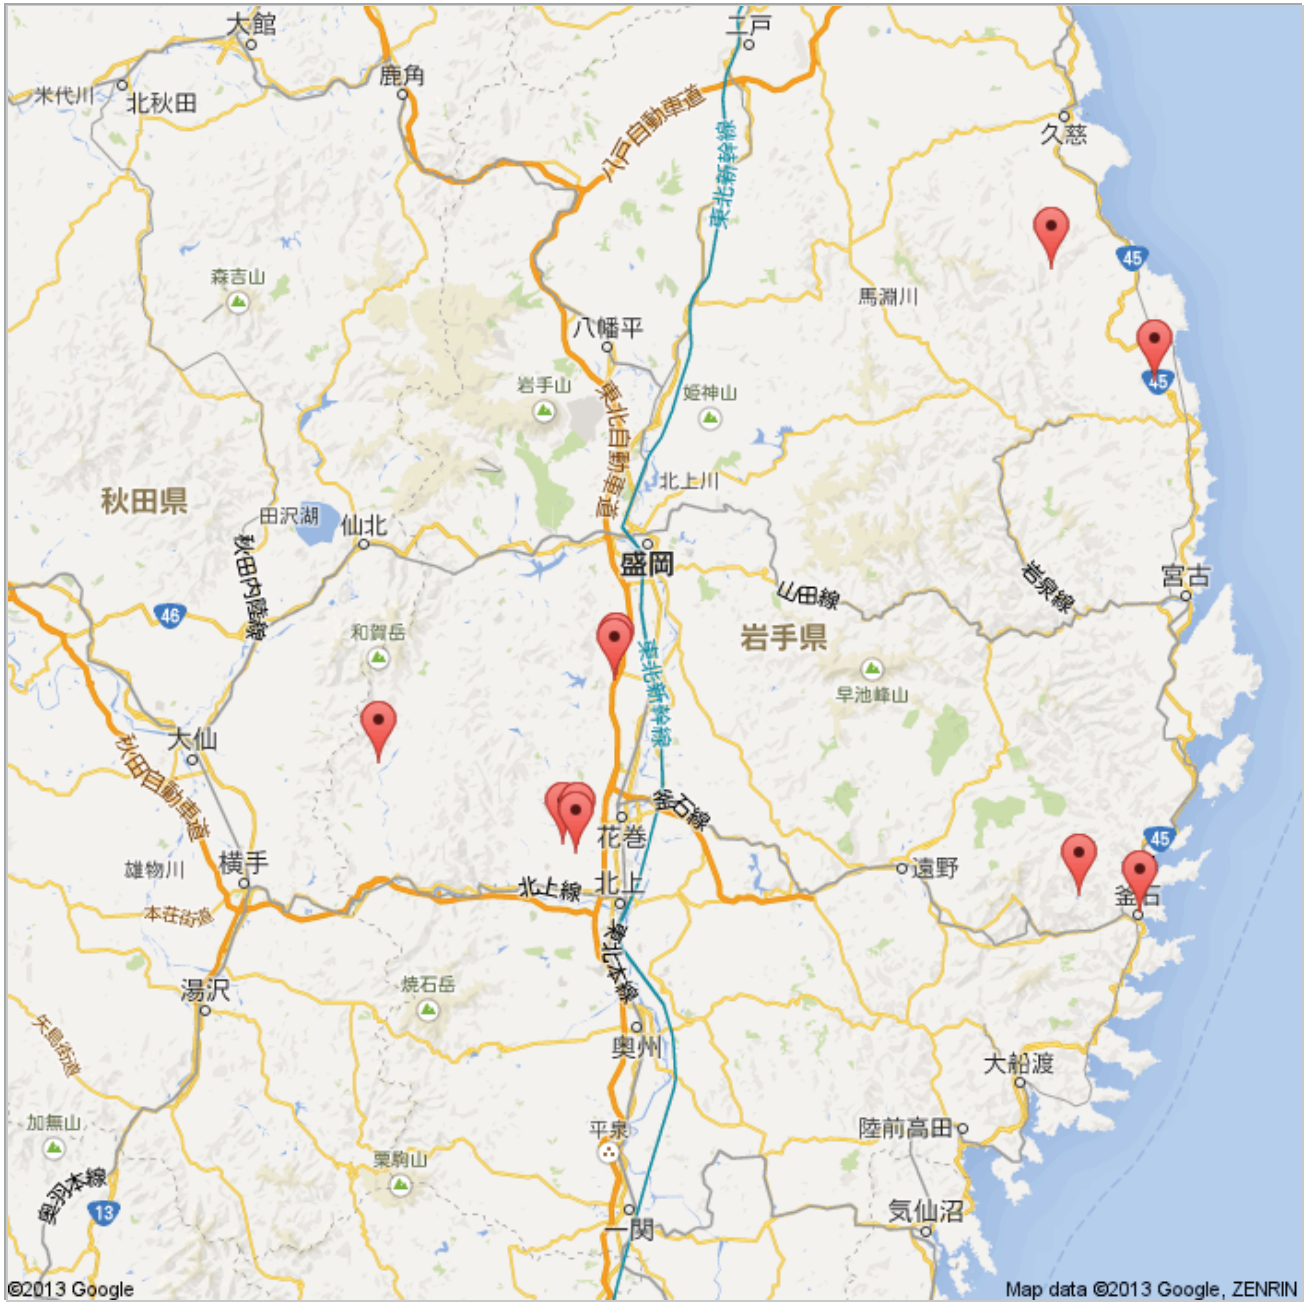 大館
二戸
鹿角
米代川
北秋田
八戸自動車道
久慈
東北新幹線
45
森吉山
馬淵川
八幡平
岩手山
姫神山
45
東北自動車道
北上川
秋田県
田沢湖
仙北
盛岡
秋田内陸線
山田線
岩泉線
宮古
46
和賀岳
岩手県
東北新幹線
早池峰山
大仙
秋田自動車道
釜石線
花巻
45
横手
雄物川
遠野
北上線
北上
釜石
本荘街道
東北本線
湯沢
焼石岳
矢島街道
奥州
大船渡
加無山
平泉
陸前高田
栗駒山
奥羽本線
13
気仙沼
一関
©2013 Google
Map data ©2013 Google, ZENRIN